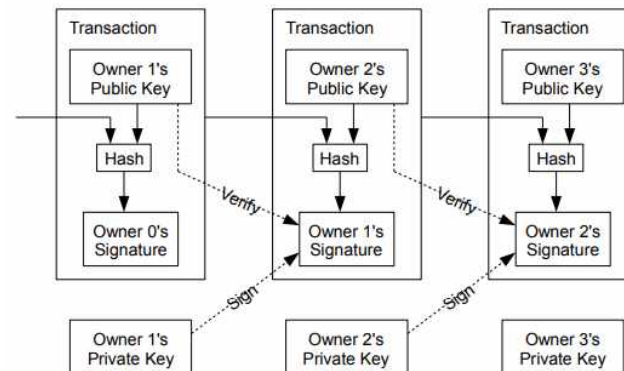 Transaction
Owner 1's
Public Key
Hash
Owner 0's
Signature
Transaction
Owner 2's
Public Key
Hash
Verify
Owner 1's
Signature
Transaction
Owner 3's
Public Key
Hash
Verify
Owner 2's
Signature
Sign
Sign
Owner 1's
Private Key
Owner 2's
Private Key
Owner 3's
Private Key